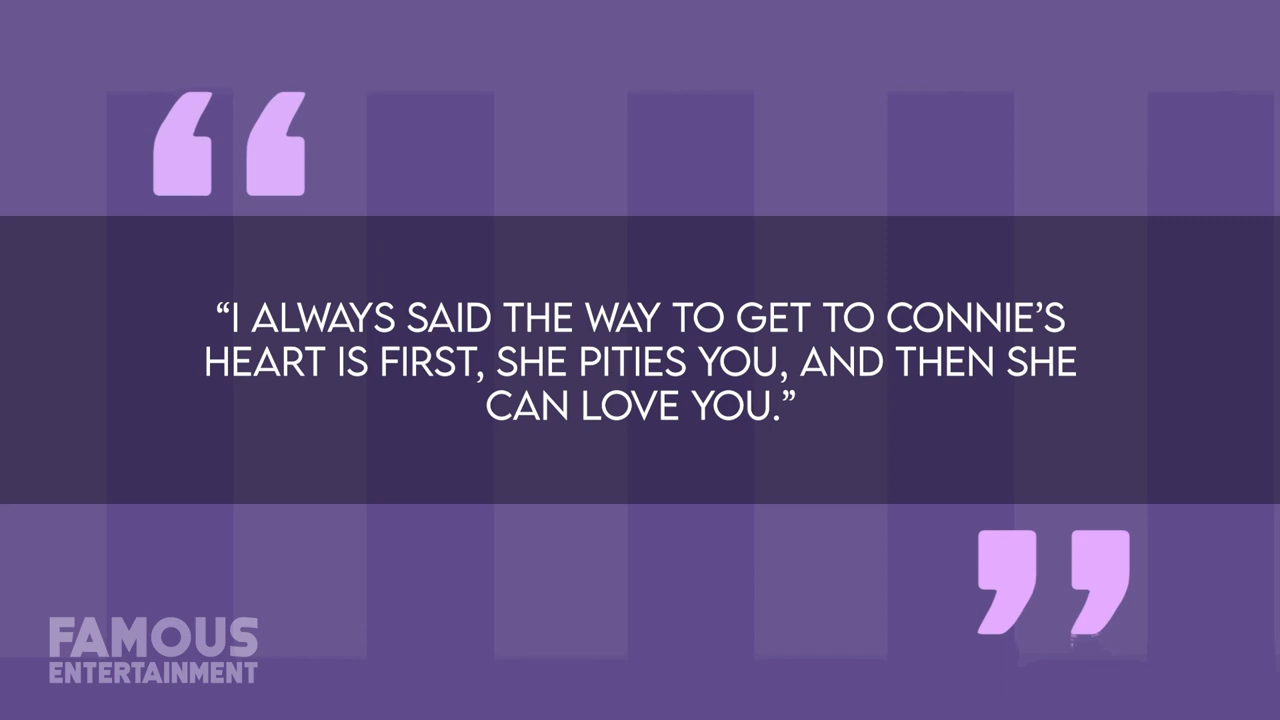 “I ALWAYS SAID THE WAY TO GET TO CONNIE’S
HEART IS FIRST, SHE PITIES YOU, AND THEN SHE
CAN LOVE YOU.”
FAMOUS
ENTERTAINMENT